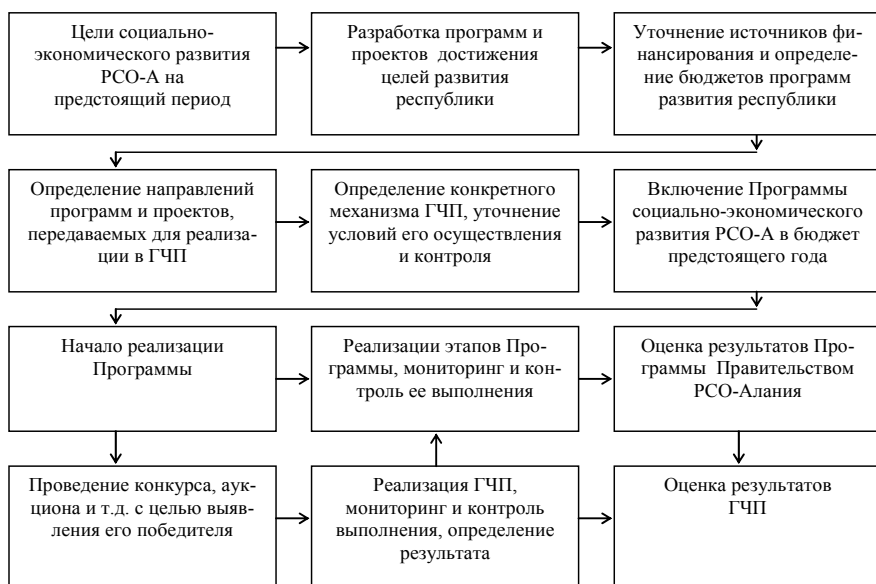 Цели социально-
экономического развития
РСО-А на
предстоящий период
Разработка программ и
проектов достижения
целей развития
республики
Уточнение источников фи-
нансирования и определе-
ние бюджетов программ
развития республики
Определение направлений
программ и проектов,
передаваемых для реализа-
ции в ГЧП
Определение конкретного
механизма ГЧП, уточнение
условий его осуществления
и контроля
Включение Программы
социально-экономического
развития РСО-А в бюджет
предстоящего года
Начало реализации
Программы
Реализации этапов Про-
граммы, мониторинг и кон-
троль ее выполнения
Оценка результатов Про-
граммы Правительством
РСО-Алания
Проведение конкурса, аук-
циона и т.д. с целью выяв-
ления его победителя
Реализация ГЧП,
мониторинг и контроль
выполнения, определение
результата
Оценка результатов
ГЧП